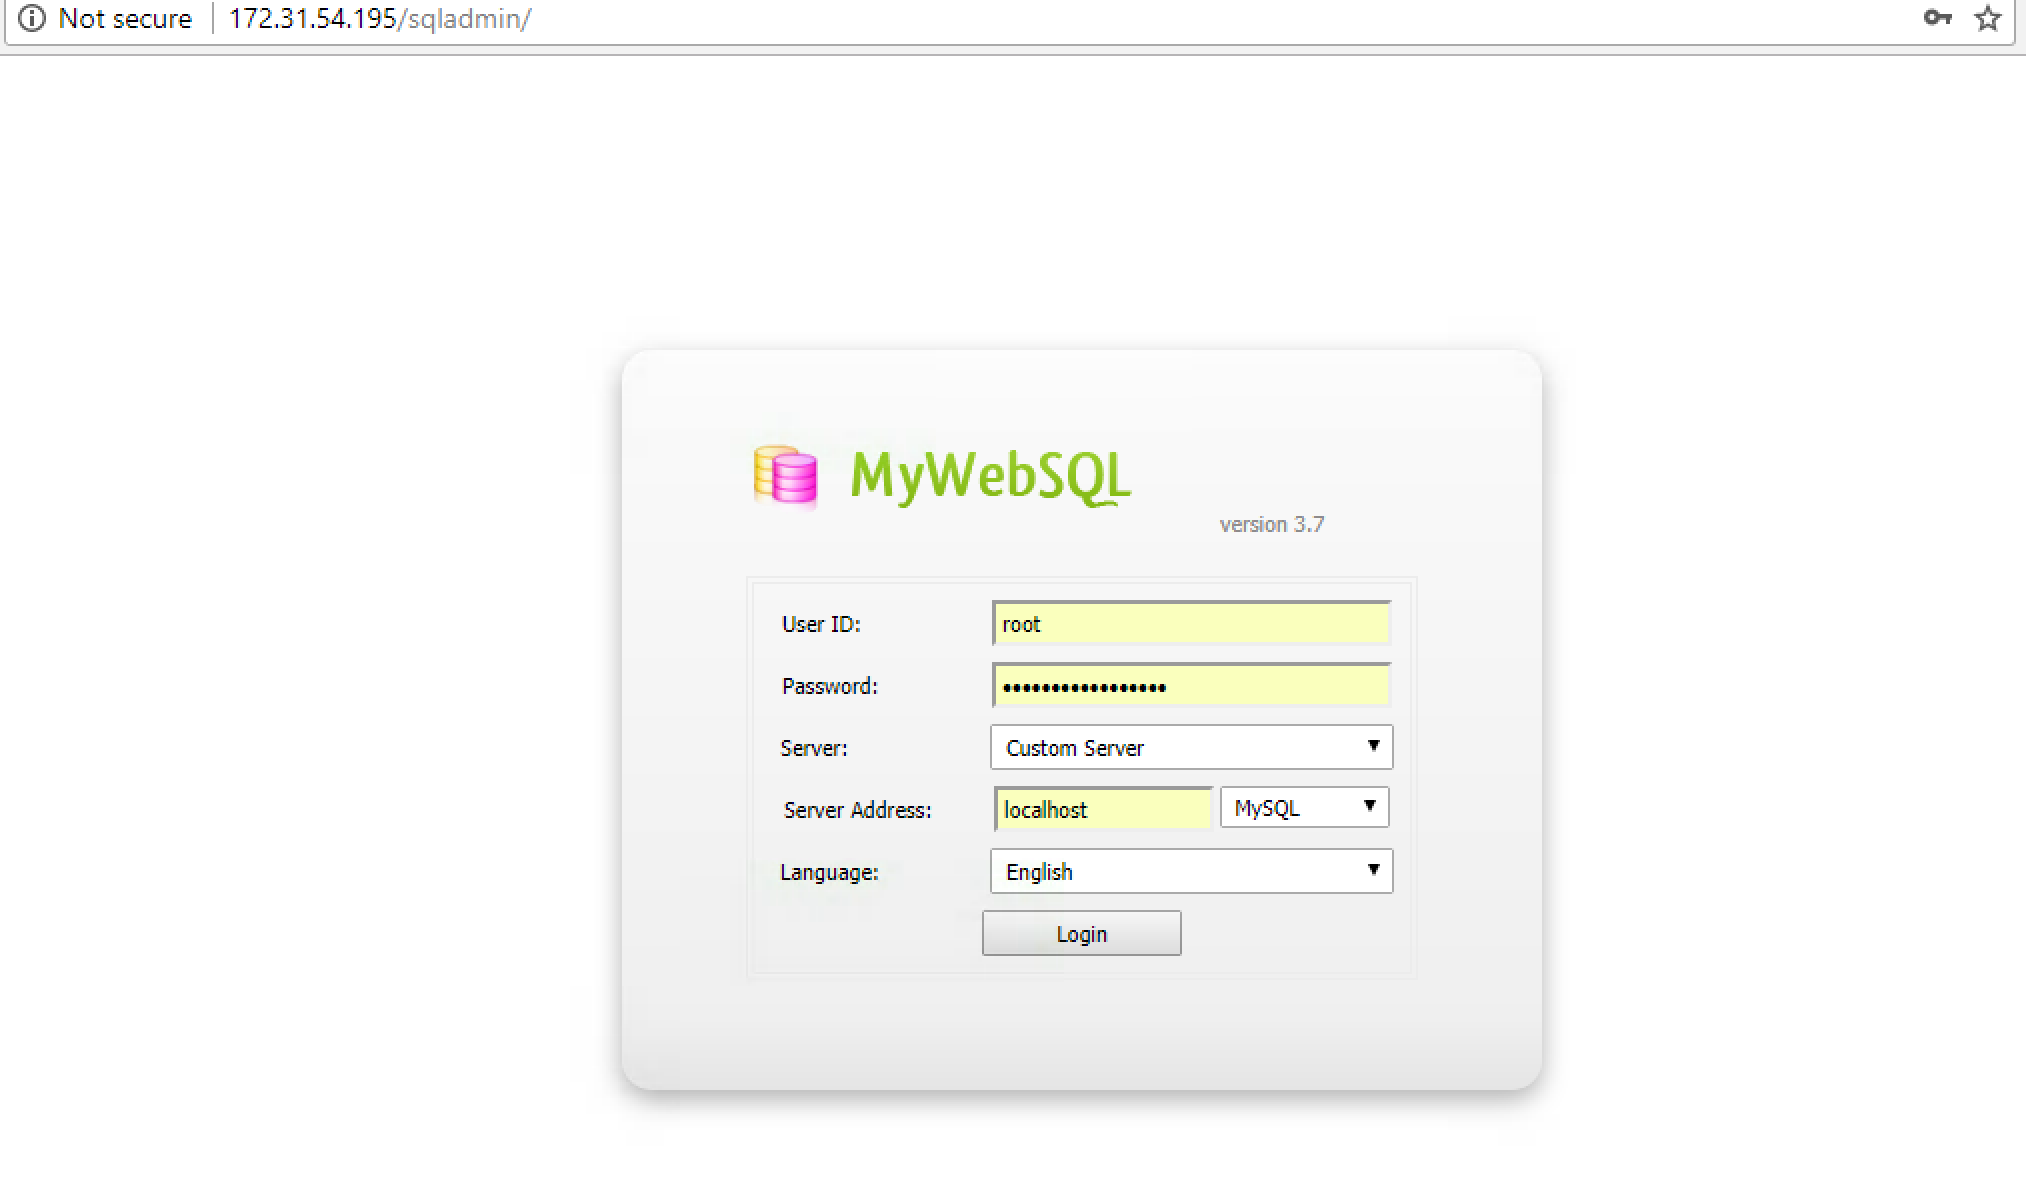 Not secure 172.31.54.195/sqladmin/
MyWebSQL
version 3.7
User ID: root
Password: •••••••••••••••••
Server: Custom Server
Server Address: localhost MySQL
Language: English
Login